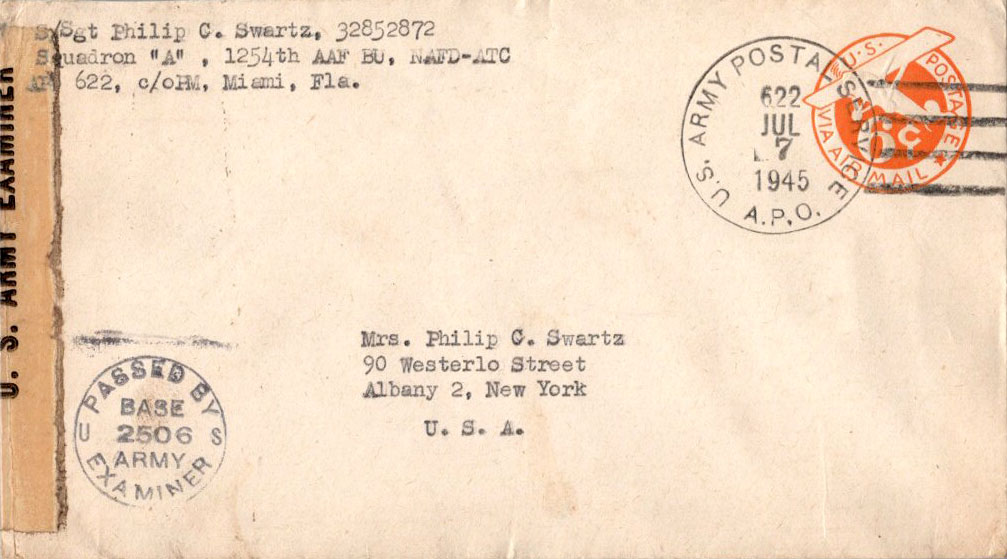 S/Sgt Philip C. Swartz, 32852872
Squadron "A" , 1254th AAF BU, NAFD-ATC
APO 622, c/oPM, Miami, Fla.
U.S. ARMY POSTAL SERVICE
A.P.O.
622
JUL
7
1945
U.S. POSTAGE
6c
VIA AIR MAIL
U. S. ARMY EXAMINER
Mrs. Philip C. Swartz
90 Westerlo Street
Albany 2, New York
U. S. A.
PASSED BY
BASE
U 2506 S
ARMY
EXAMINER